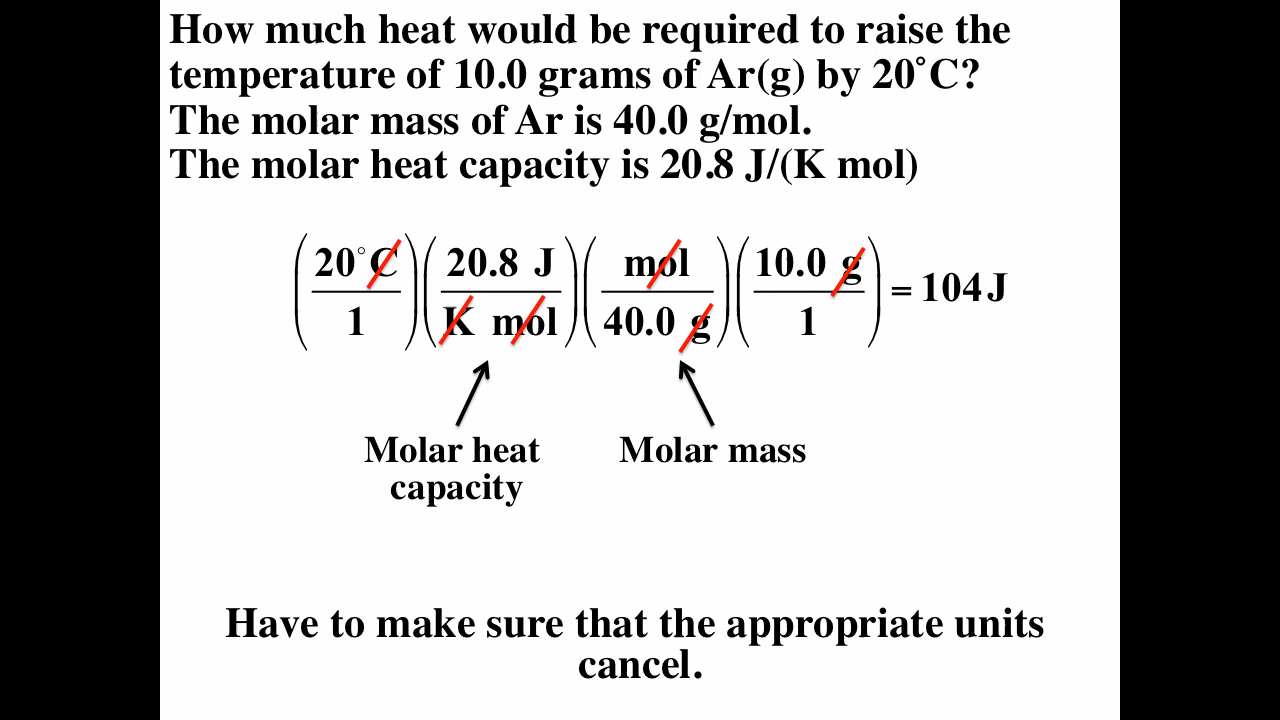 How much heat would be required to raise the
temperature of 10.0 grams of Ar(g) by 20˚C?
The molar mass of Ar is 40.0 g/mol.
The molar heat capacity is 20.8 J/(K mol)
(20°C / 1)(20.8 J / K mol)(mol / 40.0 g)(10.0 g / 1) = 104 J
Molar heat capacity
Molar mass
Have to make sure that the appropriate units
cancel.